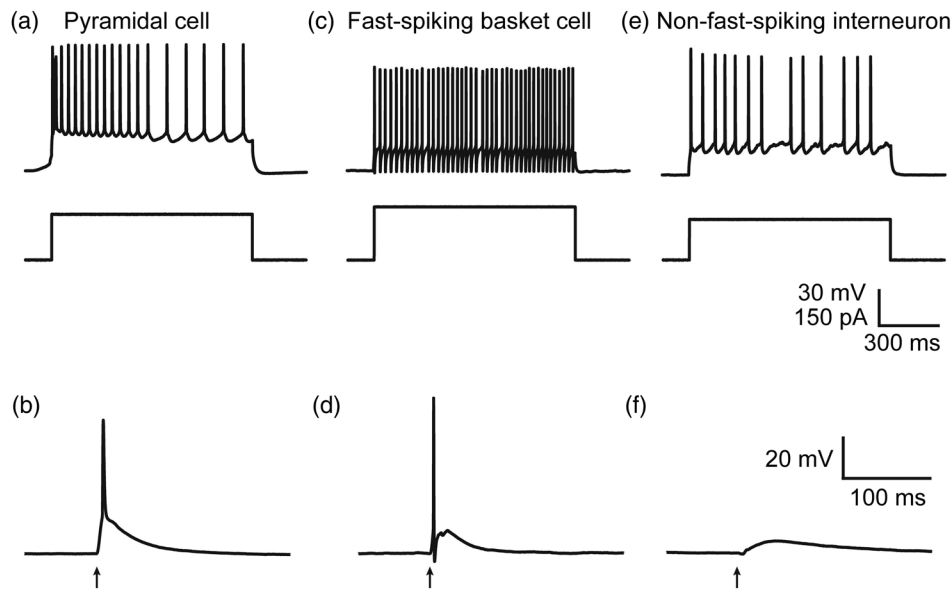 (a) Pyramidal cell
(c) Fast-spiking basket cell
(e) Non-fast-spiking interneuron
30 mV
150 pA
300 ms
(b)
(d)
(f)
20 mV
100 ms